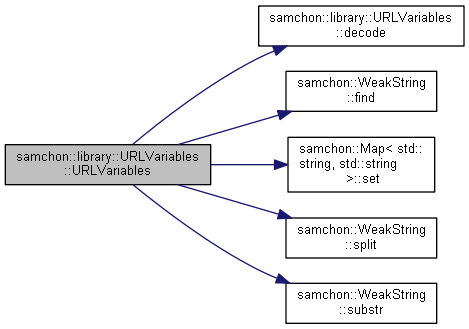 samchon::library::URLVariables
::URLVariables
samchon::library::URLVariables
::decode
samchon::WeakString
::find
samchon::Map< std::
string, std::string
>::set
samchon::WeakString
::split
samchon::WeakString
::substr